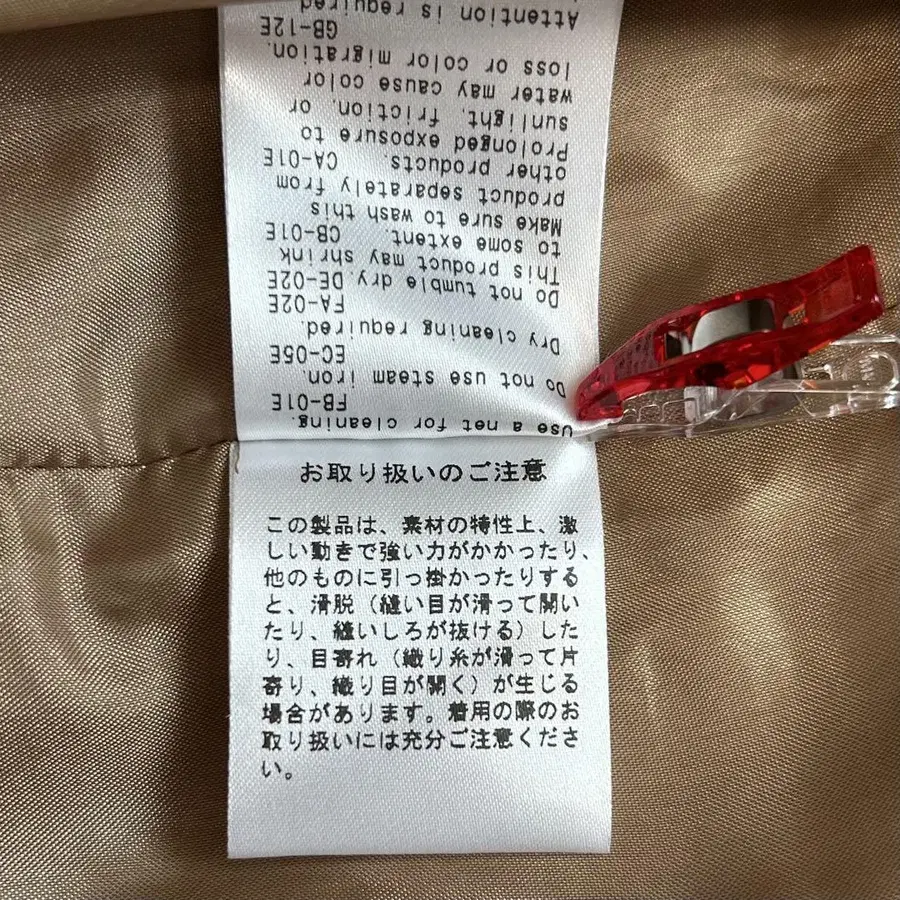 Use a net for cleaning.
FB-01E
Do not use steam iron.
EC-05E
Dry cleaning required.
FA-02E
Do not tumble dry. DE-02E
This product may shrink
to some extent. CB-01E
Make sure to wash this
product separately from
other products. CA-01E
Prolonged exposure to
sunlight, friction, or
water may cause color
loss or color migration.
GB-12E
Attention is required
お取り扱いのご注意
この製品は、素材の特性上、激
しい動きで強い力がかかったり、
他のものに引っ掛かったりする
と、滑脱（縫い目が滑って開い
たり、縫いしろが抜ける）した
り、目寄れ（織り糸が滑って片
寄り、織り目が開く）が生じる
場合があります。着用の際のお
取り扱いには充分ご注意くださ
い。